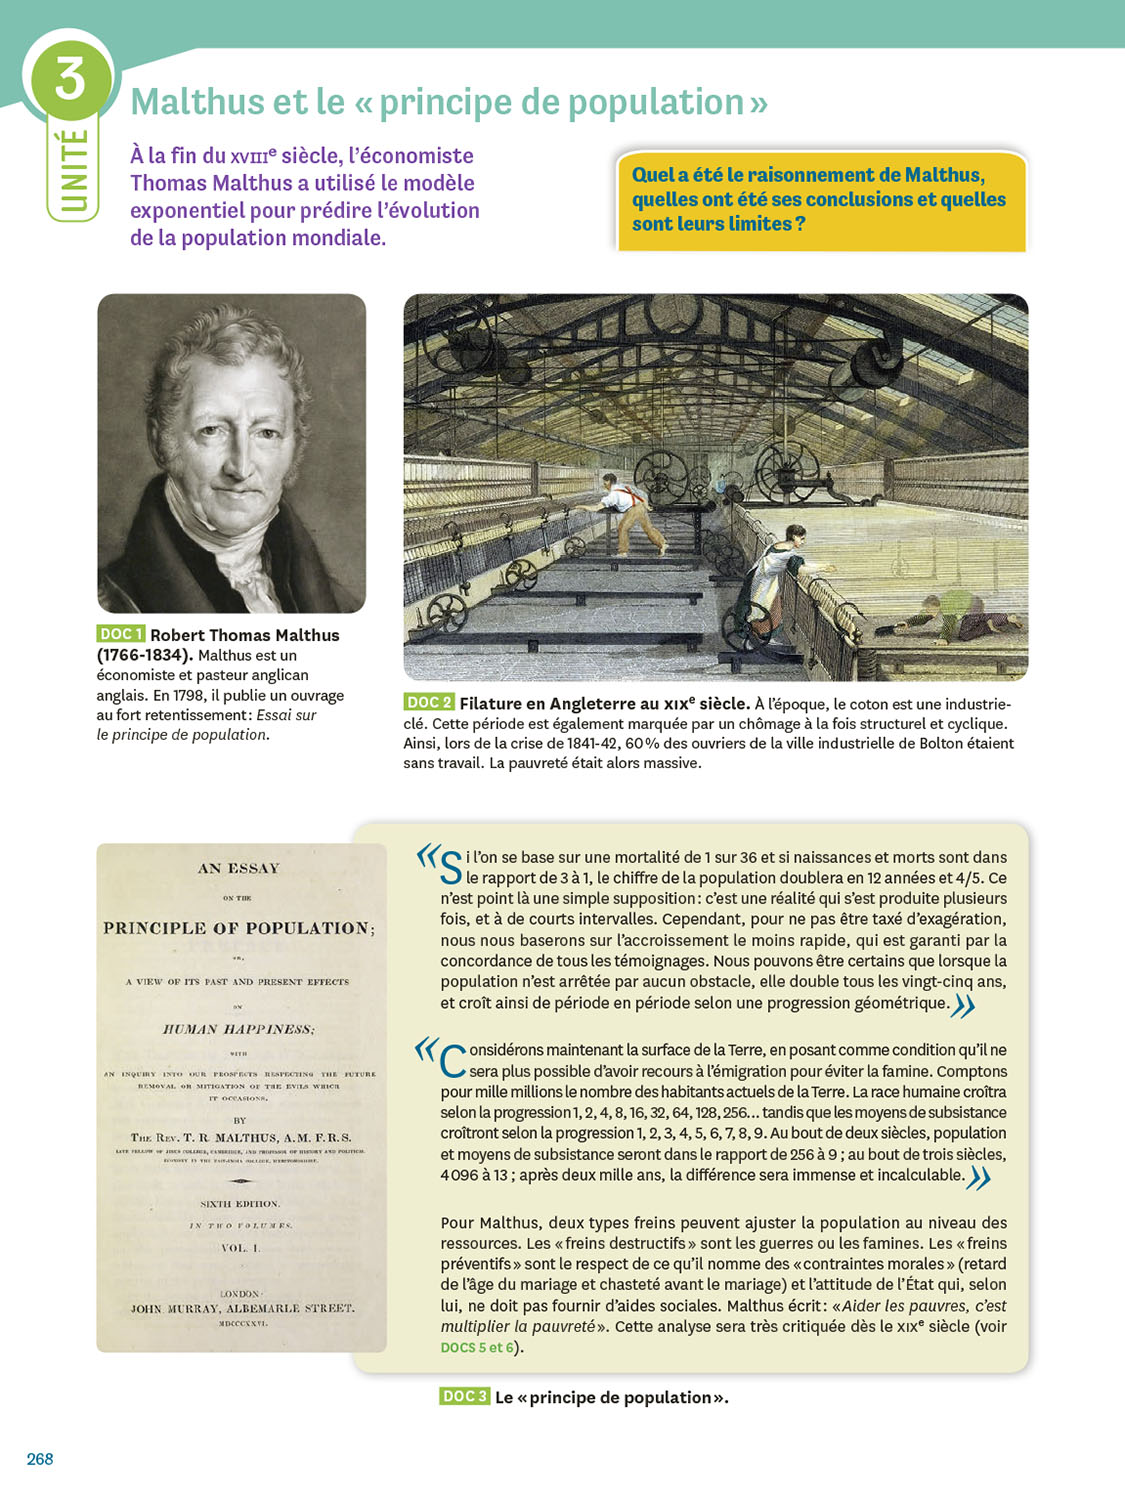 3
UNITÉ
Malthus et le « principe de population »
À la fin du XVIIIe siècle, l’économiste
Thomas Malthus a utilisé le modèle
exponentiel pour prédire l’évolution
de la population mondiale.
Quel a été le raisonnement de Malthus,
quelles ont été ses conclusions et quelles
sont leurs limites ?
DOC 1 Robert Thomas Malthus
(1766-1834). Malthus est un
économiste et pasteur anglican
anglais. En 1798, il publie un ouvrage
au fort retentissement : Essai sur
le principe de population.
DOC 2 Filature en Angleterre au XIXe siècle. À l’époque, le coton est une industrie-
clé. Cette période est également marquée par un chômage à la fois structurel et cyclique.
Ainsi, lors de la crise de 1841-42, 60 % des ouvriers de la ville industrielle de Bolton étaient
sans travail. La pauvreté était alors massive.
AN ESSAY
ON THE
PRINCIPLE OF POPULATION;
OR,
A VIEW OF ITS PAST AND PRESENT EFFECTS
ON
HUMAN HAPPINESS;
WITH
AN INQUIRY INTO OUR PROSPECTS RESPECTING THE FUTURE
REMOVAL OR MITIGATION OF THE EVILS WHICH
IT OCCASIONS.
BY
THE REV. T. R. MALTHUS, A.M. F.R.S.
LATE FELLOW OF JESUS COLLEGE, CAMBRIDGE, AND PROFESSOR OF HISTORY AND POLITICAL
ECONOMY IN THE EAST-INDIA COLLEGE, HERTFORDSHIRE.
SIXTH EDITION.
IN TWO VOLUMES.
VOL. I.
LONDON:
JOHN MURRAY, ALBEMARLE STREET.
MDCCCXXVI.
« Si l’on se base sur une mortalité de 1 sur 36 et si naissances et morts sont dans
le rapport de 3 à 1, le chiffre de la population doublera en 12 années et 4/5. Ce
n’est point là une simple supposition : c’est une réalité qui s’est produite plusieurs
fois, et à de courts intervalles. Cependant, pour ne pas être taxé d’exagération,
nous nous baserons sur l’accroissement le moins rapide, qui est garanti par la
concordance de tous les témoignages. Nous pouvons être certains que lorsque la
population n’est arrêtée par aucun obstacle, elle double tous les vingt-cinq ans,
et croît ainsi de période en période selon une progression géométrique. »
« Considérons maintenant la surface de la Terre, en posant comme condition qu’il ne
sera plus possible d’avoir recours à l’émigration pour éviter la famine. Comptons
pour mille millions le nombre des habitants actuels de la Terre. La race humaine croîtra
selon la progression 1, 2, 4, 8, 16, 32, 64, 128, 256... tandis que les moyens de subsistance
croîtront selon la progression 1, 2, 3, 4, 5, 6, 7, 8, 9. Au bout de deux siècles, population
et moyens de subsistance seront dans le rapport de 256 à 9 ; au bout de trois siècles,
4 096 à 13 ; après deux mille ans, la différence sera immense et incalculable. »
Pour Malthus, deux types freins peuvent ajuster la population au niveau des
ressources. Les « freins destructifs » sont les guerres ou les famines. Les « freins
préventifs » sont le respect de ce qu’il nomme des « contraintes morales » (retard
de l’âge du mariage et chasteté avant le mariage) et l’attitude de l’État qui, selon
lui, ne doit pas fournir d’aides sociales. Malthus écrit : « Aider les pauvres, c’est
multiplier la pauvreté ». Cette analyse sera très critiquée dès le XIXe siècle (voir
DOCS 5 et 6).
DOC 3 Le « principe de population ».
268